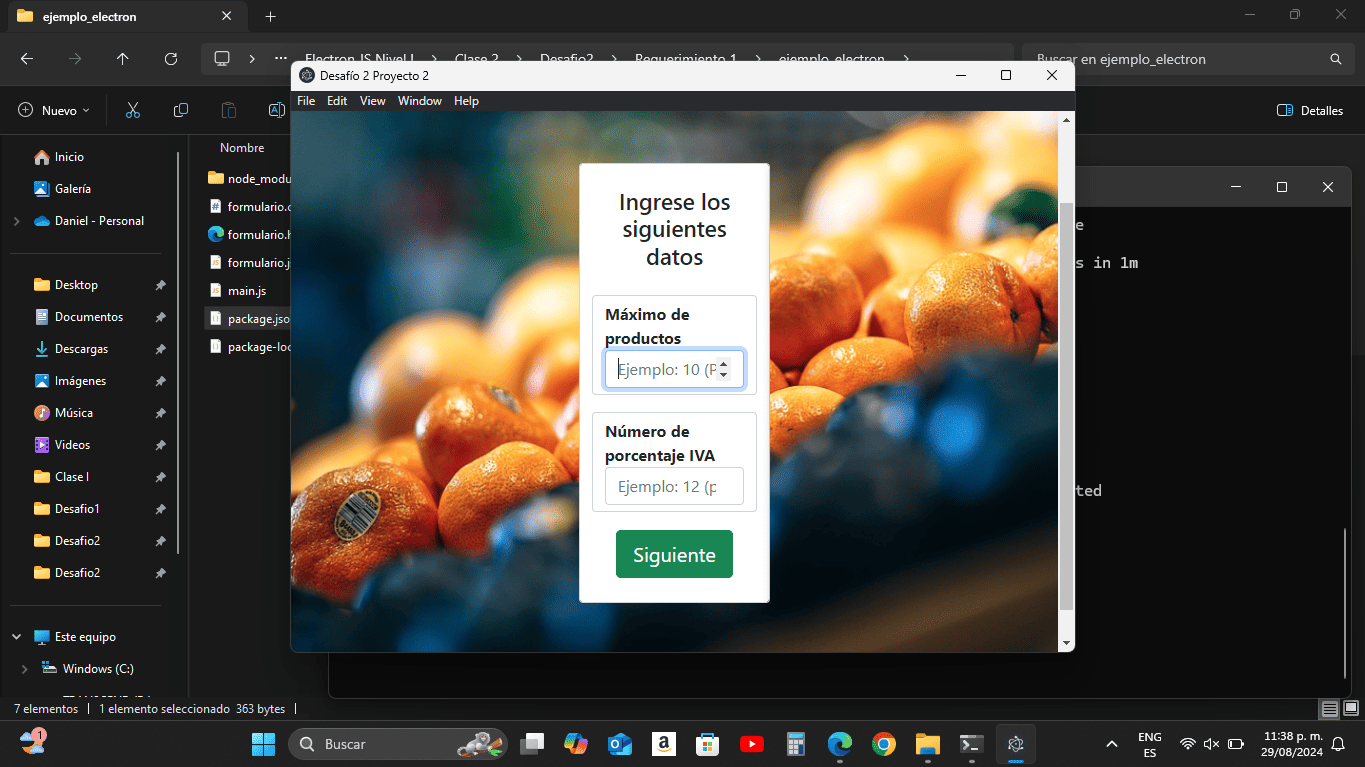 ejemplo_electron
Electron JS Nivel I
Clase 2
Desafio2
Requerimiento 1
ejemplo_electron
Buscar en ejemplo_electron
Nuevo
Detalles
Inicio
Galería
Daniel - Personal
Desktop
Documentos
Descargas
Imágenes
Música
Videos
Clase I
Desafio1
Desafio2
Desafio2
Este equipo
Windows (C:)
Nombre
node_modu
formulario.c
formulario.h
formulario.j
main.js
package.jso
package-loc
Desafío 2 Proyecto 2
File Edit View Window Help
Ingrese los
siguientes
datos
Máximo de
productos
Ejemplo: 10 (P
Número de
porcentaje IVA
Ejemplo: 12 (p
Siguiente
e
s in 1m
ted
7 elementos
1 elemento seleccionado 363 bytes
1
Buscar
ENG
ES
11:38 p. m.
29/08/2024